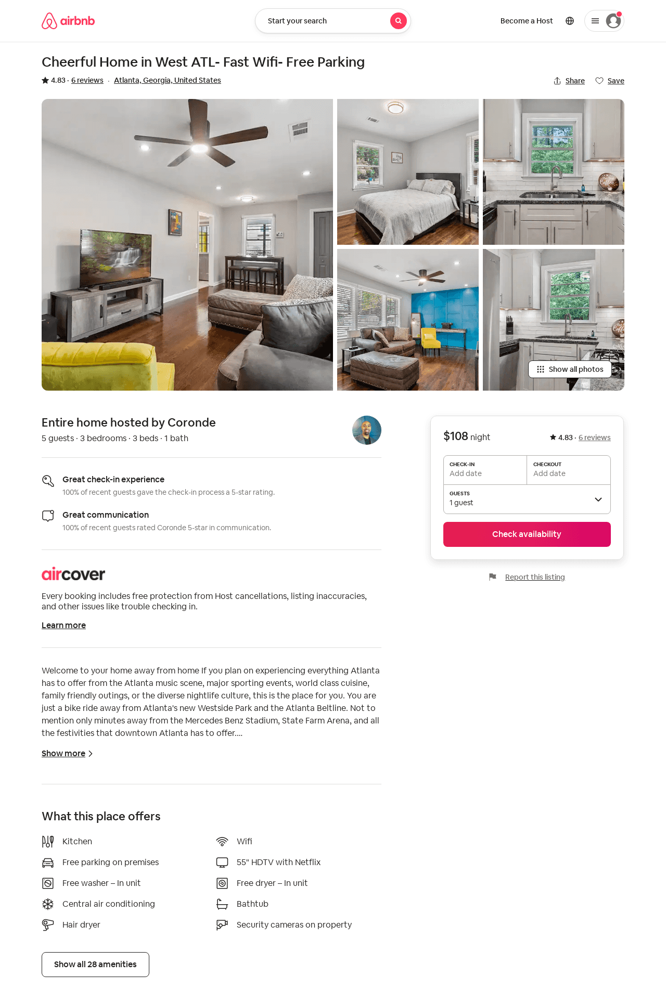 airbnb
Start your search
Become a Host
Cheerful Home in West ATL- Fast Wifi- Free Parking
4.83 · 6 reviews · Atlanta, Georgia, United States
Share
Save
Coffee
Show all photos
Entire home hosted by Coronde
5 guests · 3 bedrooms · 3 beds · 1 bath
$108 night
4.83 · 6 reviews
CHECK-IN
Add date
CHECKOUT
Add date
GUESTS
1 guest
Check availability
Report this listing
Great check-in experience
100% of recent guests gave the check-in process a 5-star rating.
Great communication
100% of recent guests rated Coronde 5-star in communication.
aircover
Every booking includes free protection from Host cancellations, listing inaccuracies,
and other issues like trouble checking in.
Learn more
Welcome to your home away from home If you plan on experiencing everything Atlanta
has to offer from the Atlanta music scene, major sporting events, world class cuisine,
family friendly outings, or the diverse nightlife culture, this is the place for you. You are
just a bike ride away from Atlanta's new Westside Park and the Atlanta Beltline. Not to
mention only minutes away from the Mercedes Benz Stadium, State Farm Arena, and all
the festivities that downtown Atlanta has to offer....
Show more
What this place offers
Kitchen
Wifi
Free parking on premises
55" HDTV with Netflix
Free washer – In unit
Free dryer – In unit
Central air conditioning
Bathtub
Hair dryer
Security cameras on property
Show all 28 amenities